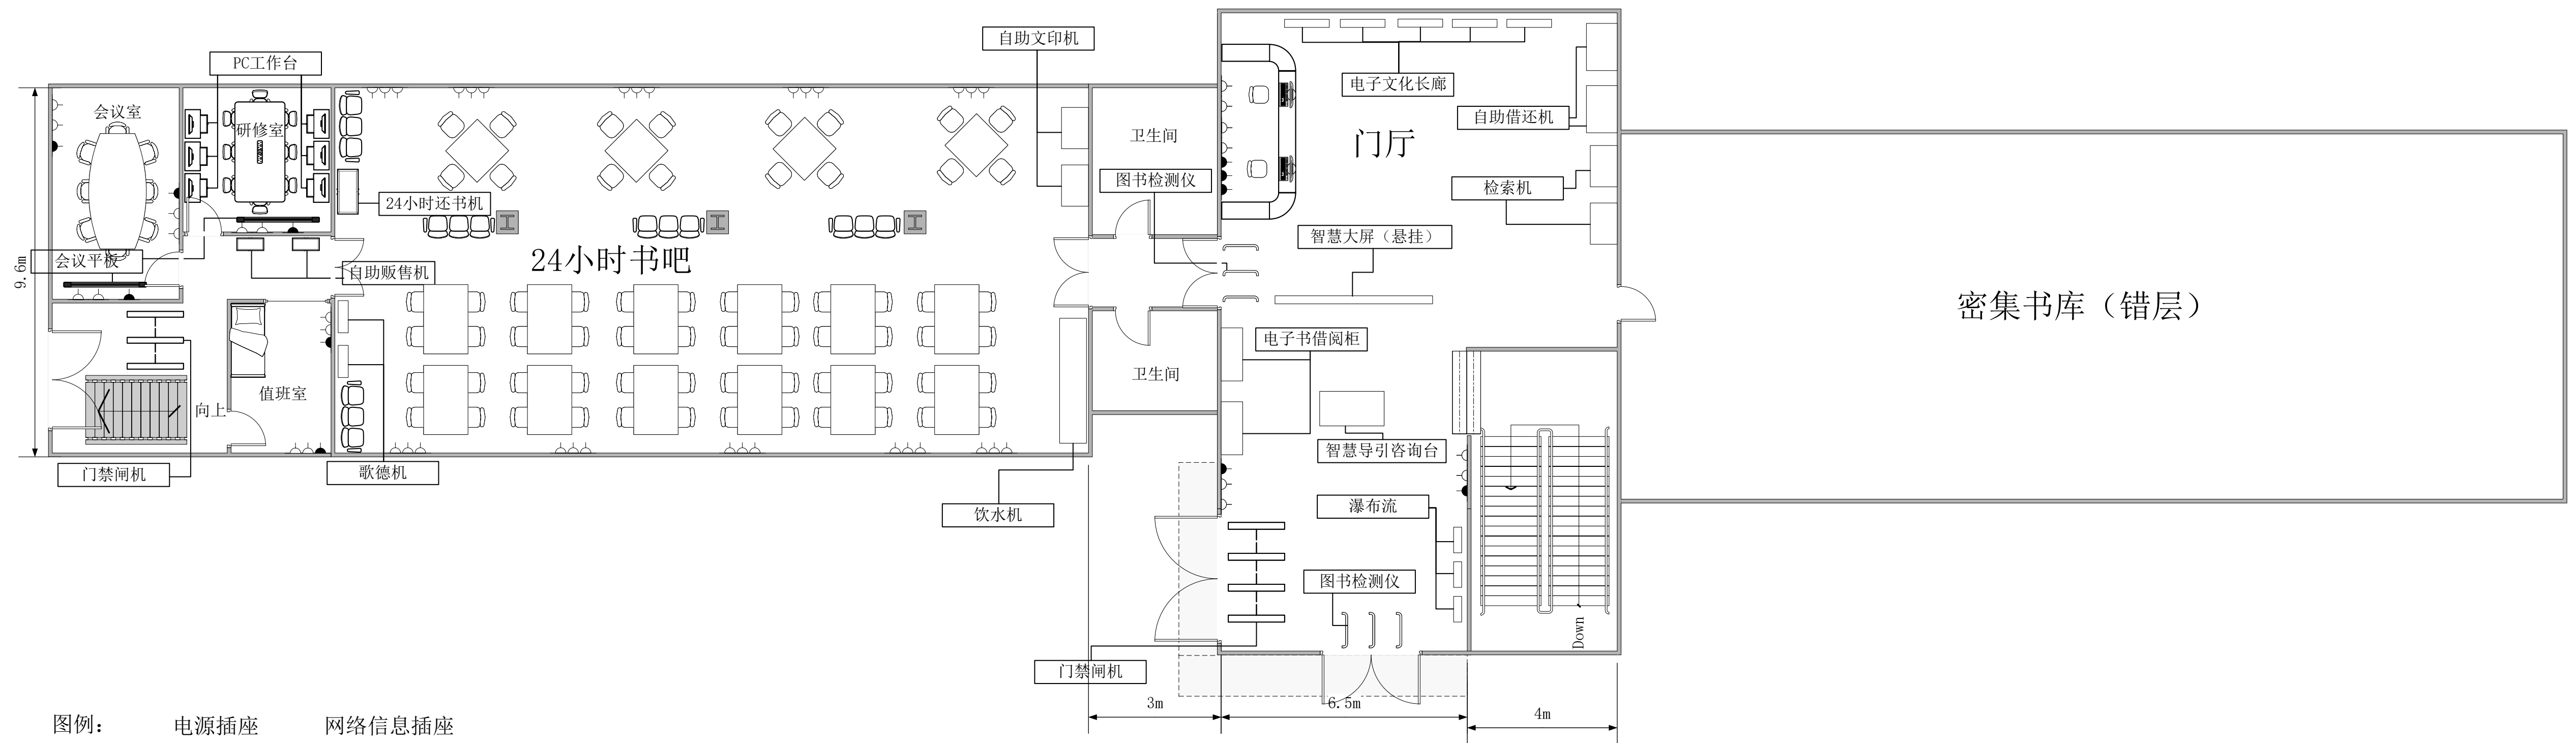 自助文印机
PC工作台
会议室
研修室
电子文化长廊
自助借还机
卫生间
门厅
图书检测仪
检索机
24小时还书机
智慧大屏（悬挂）
24小时书吧
会议平板
自助贩售机
9.6m
密集书库（错层）
电子书借阅柜
卫生间
值班室
向上
智慧导引咨询台
门禁闸机
歌德机
饮水机
瀑布流
图书检测仪
Down
门禁闸机
3m
6.5m
4m
图例：
电源插座
网络信息插座